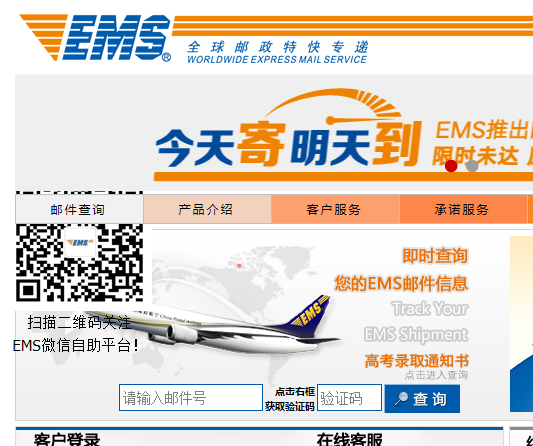 EMS®
全球邮政特快专递
WORLDWIDE EXPRESS MAIL SERVICE
今天寄 明天到
EMS推出
限时未达
邮件查询
产品介绍
客户服务
承诺服务
EMS
扫描二维码关注
EMS微信自助平台！
China Postal Airlines
EMS
即时查询
您的EMS邮件信息
Track Your
EMS Shipment
高考录取通知书
点击进入查询
请输入邮件号
点击右框
获取验证码
验证码
查 询
客户登录
在线客服